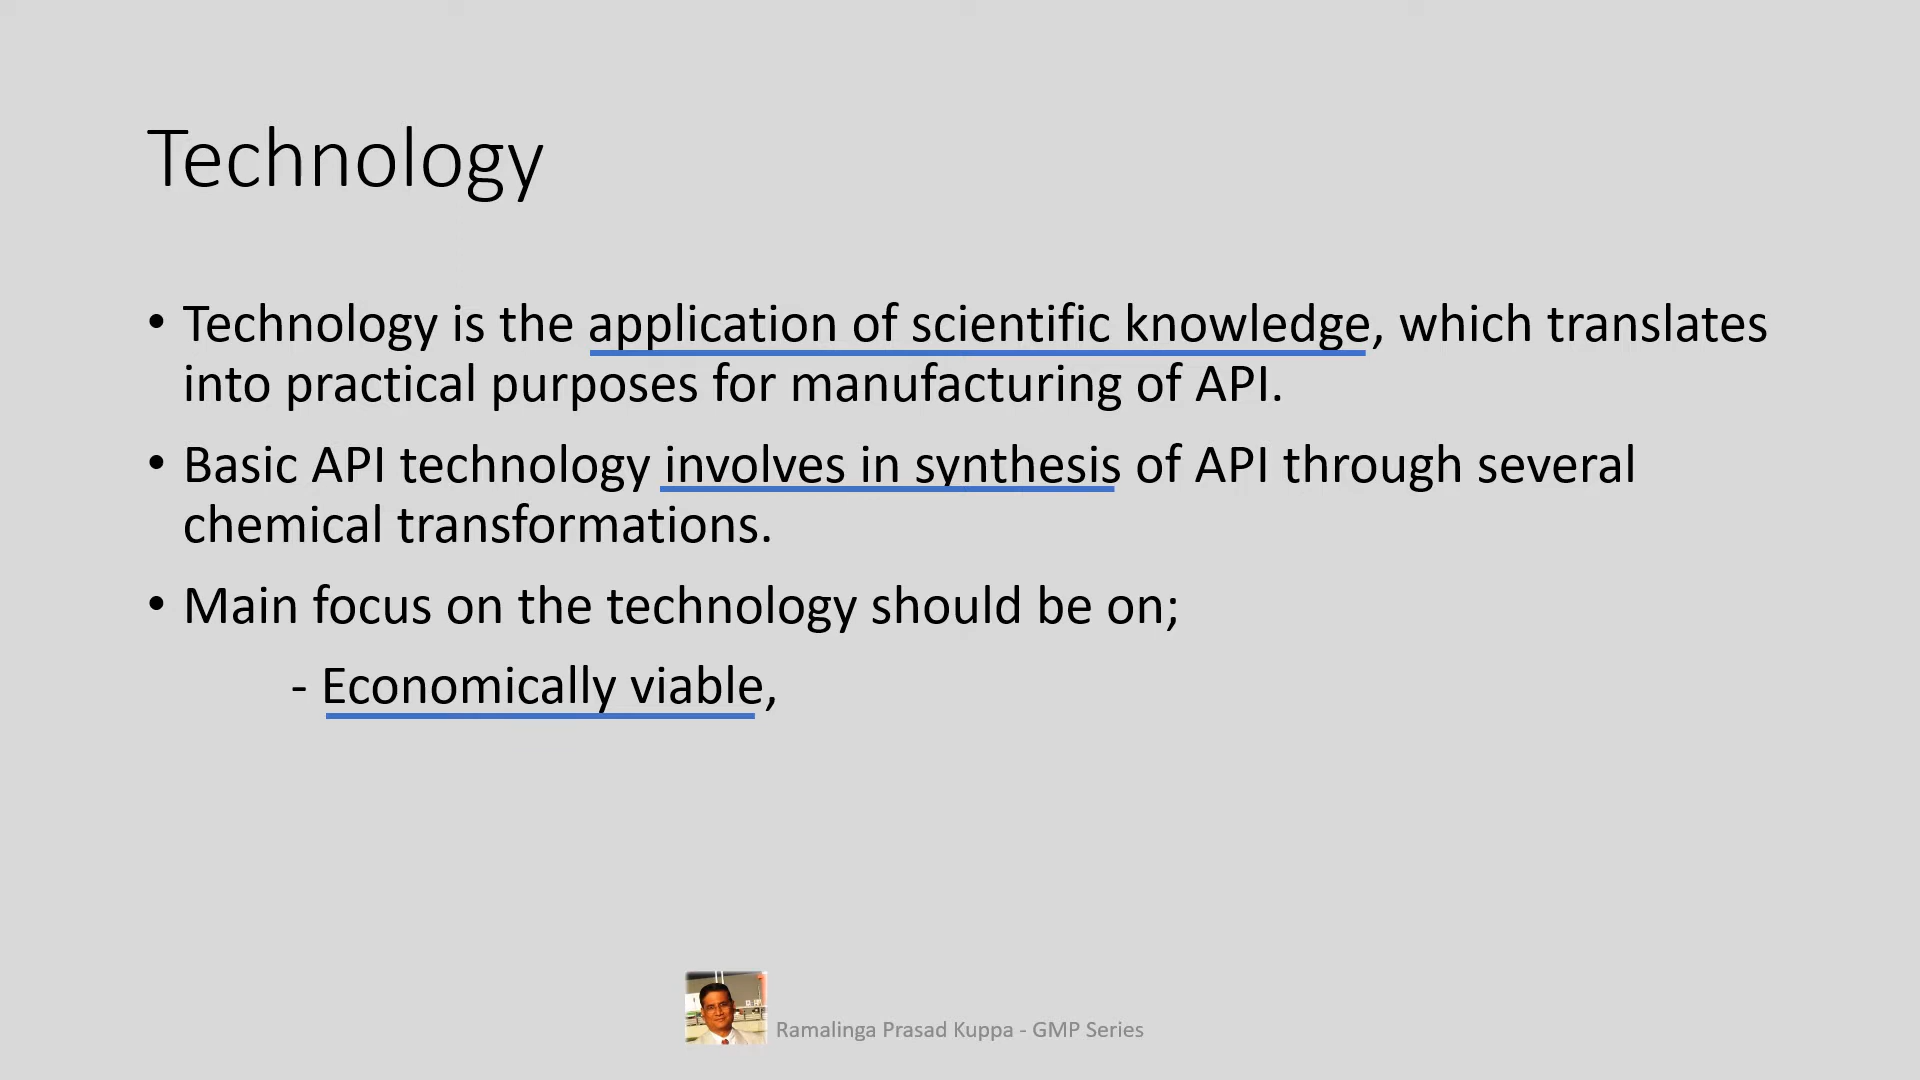 Technology
• Technology is the application of scientific knowledge, which translates
into practical purposes for manufacturing of API.
• Basic API technology involves in synthesis of API through several
chemical transformations.
• Main focus on the technology should be on;
- Economically viable,
Ramalinga Prasad Kuppa - GMP Series